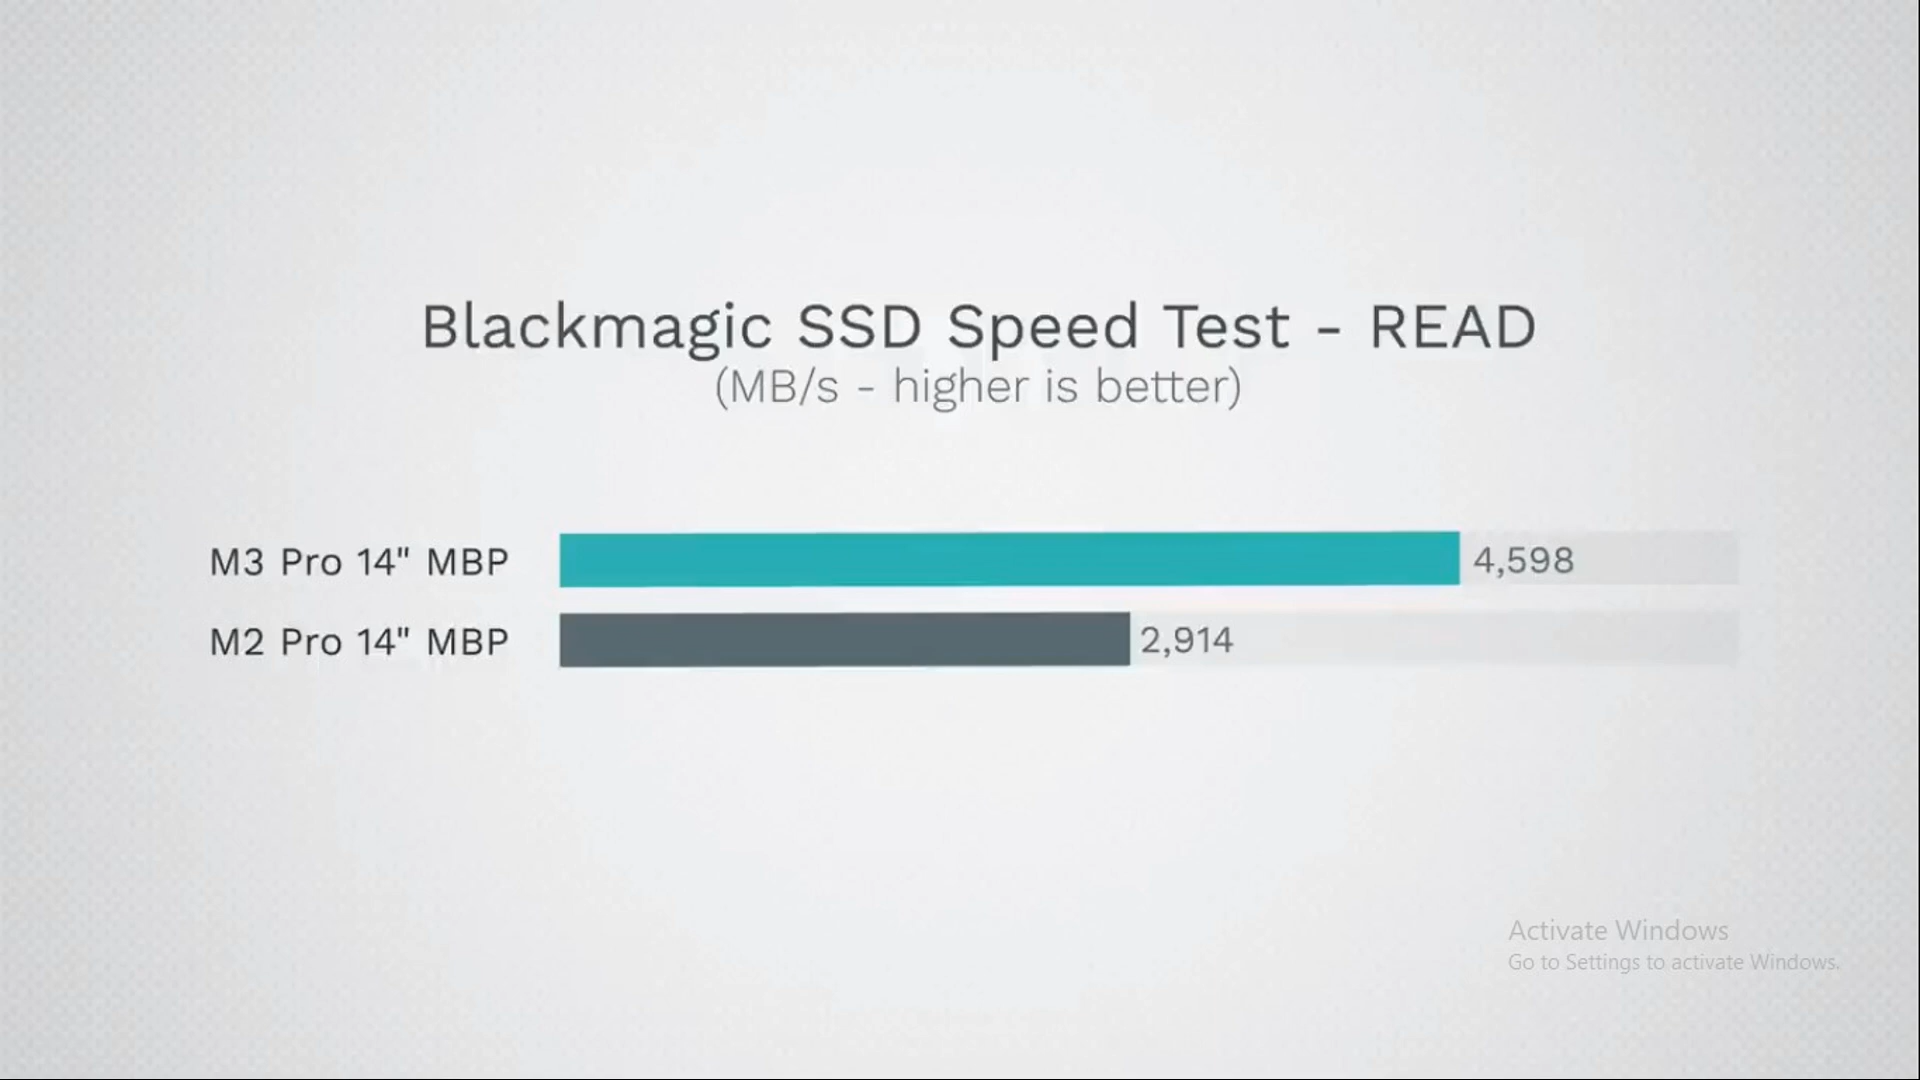 Blackmagic SSD Speed Test - READ
(MB/s - higher is better)
M3 Pro 14" MBP 4,598
M2 Pro 14" MBP 2,914
Activate Windows
Go to Settings to activate Windows.